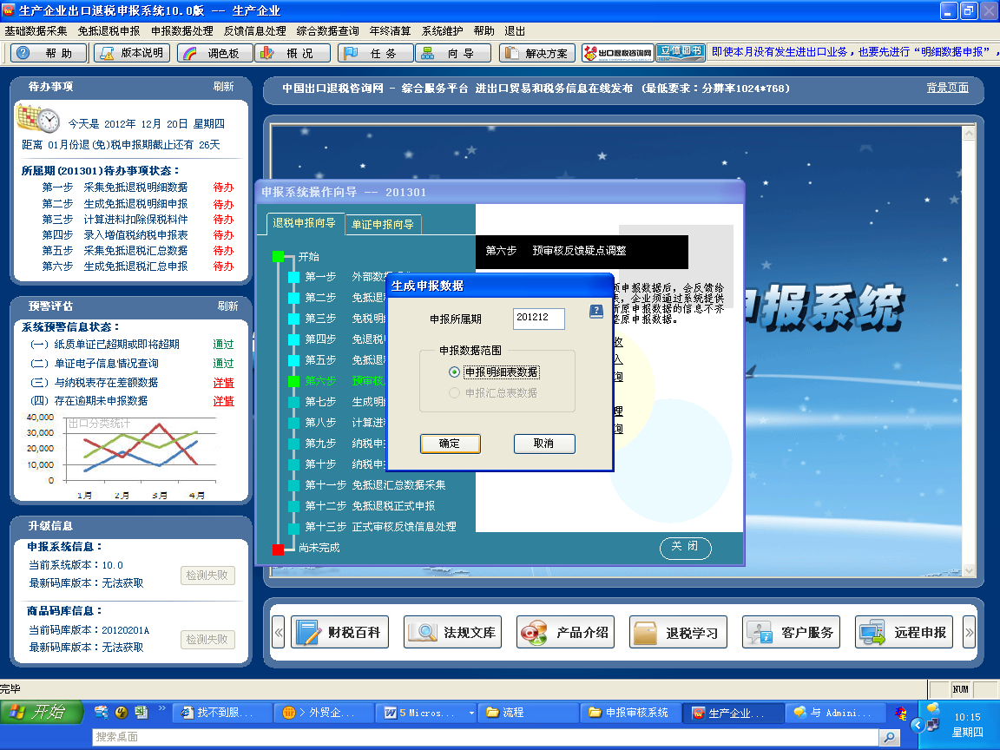 生产企业出口退税申报系统10.0版 -- 生产企业
基础数据采集 免抵退税申报 申报数据处理 反馈信息处理 综合数据查询 年终清算 系统维护 帮助 退出
帮 助 版本说明 调色板 概 况 任 务 向 导 解决方案 出口退税咨询网 立体图书 即使本月没有发生进出口业务,也要先进行“明细数据申报”,
待办事项 刷新
今天是 2012年 12月 20日 星期四
距离 01月份退(免)税申报期截止还有 26天
所属期(201301)待办事项状态:
第一步 采集免抵退税明细数据 待办
第二步 生成免抵退税明细申报 待办
第三步 计算进料扣除保税料件 待办
第四步 录入增值税纳税申报表 待办
第五步 采集免抵退税汇总数据 待办
第六步 生成免抵退税汇总申报 待办
预警评估 刷新
系统预警信息状态:
(一) 纸质单证已超期或即将超期 通过
(二) 单证电子信息情况查询 通过
(三) 与纳税表存在差额数据 详情
(四) 存在逾期未申报数据 详情
出口分类统计
40,000
30,000
20,000
10,000
0
1月 2月 3月 4月
升级信息
申报系统信息:
当前系统版本:10.0
最新码库版本:无法获取
检测失败
商品码库信息:
当前码库版本:20120201A
最新码库版本:无法获取
检测失败
中国出口退税咨询网 - 综合服务平台 进出口贸易和税务信息在线发布 (最低要求:分辨率1024*768)
背景页面
申报系统
申报系统操作向导 -- 201301
退税申报向导 单证申报向导
开始
第一步 外部数据
第二步 免抵退
第三步 免税明
第四步 免退税
第五步 免抵退
第六步 预审核
第七步 生成明
第八步 计算进
第九步 纳税申
第十步 纳税申
第十一步 免抵退汇总数据采集
第十二步 免抵退税正式申报
第十三步 正式审核反馈信息处理
尚未完成
第六步 预审核反馈疑点调整
申报数据后,会反馈给
,企业须通过系统提供
原申报数据的信息不齐
原申报数据。
收
入
询
理
询
关 闭
生成申报数据
申报所属期 201212
?
申报数据范围
申报明细表数据
申报汇总表数据
确定 取消
« 财税百科 法规文库 产品介绍 退税学习 客户服务 远程申报 »
完毕 NUM
开始 » 找不到服... > 外贸企... 5 Micros... 流程 申报审核系统 生产企业... 与 Admini...
10:15
星期四
搜索桌面